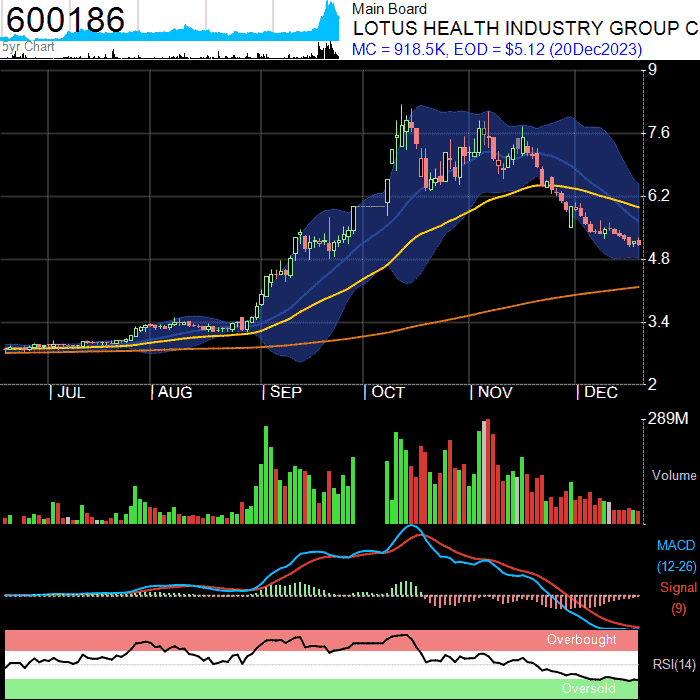 600186
5yr Chart
Main Board
LOTUS HEALTH INDUSTRY GROUP C
MC = 918.5K, EOD = $5.12 (20Dec2023)
9
7.6
6.2
4.8
3.4
2
| JUL | AUG | SEP | OCT | NOV | DEC
289M
Volume
MACD
(12-26)
Signal
(9)
Overbought
RSI(14)
Oversold